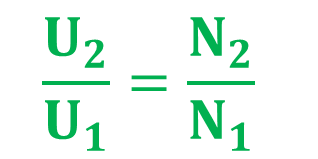 U₂/U₁ = N₂/N₁